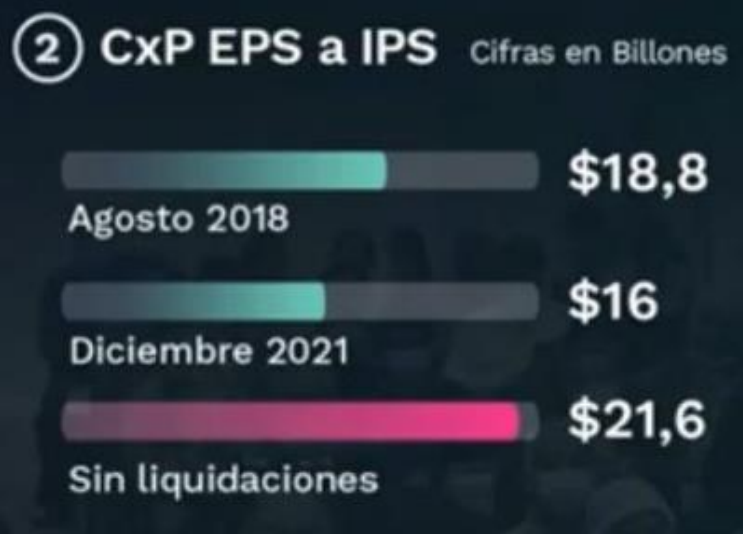 2 CxP EPS a IPS Cifras en Billones
$18,8
Agosto 2018
$16
Diciembre 2021
$21,6
Sin liquidaciones